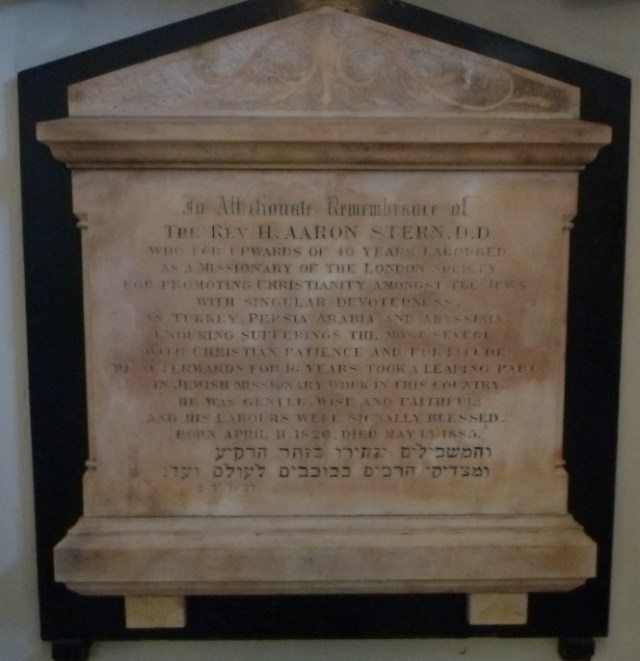 In Affectionate Remembrance of
THE REV H. AARON STERN, D.D
WHO FOR UPWARDS OF 40 YEARS LABOURED
AS A MISSIONARY OF THE LONDON SOCIETY
FOR PROMOTING CHRISTIANITY AMONGST THE JEWS
WITH SINGULAR DEVOTEDNESS.
IN TURKEY, PERSIA ARABIA AND ABYSSINIA
ENDURING SUFFERINGS THE MOST SEVERE
WITH CHRISTIAN PATIENCE AND FORTITUDE
HE AFTERWARDS FOR 16 YEARS TOOK A LEADING PART
IN JEWISH MISSIONARY WORK IN THIS COUNTRY
HE WAS GENTLE, WISE AND FAITHFUL;
AND HIS LABOURS WERE SIGNALLY BLESSED.
BORN APRIL 11. 1820. DIED MAY 13. 1885.
והמשכילים יזהירו כזהר הרקיע
ומצדיקי הרבים ככוכבים לעולם ועד.